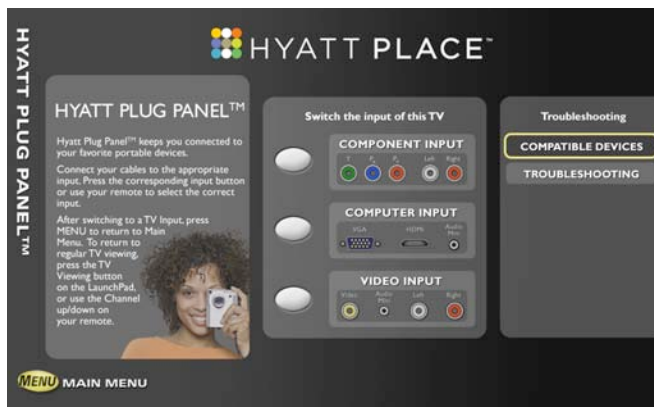 HYATT PLUG PANEL™
HYATT PLACE™
HYATT PLUG PANEL™
Hyatt Plug Panel™ keeps you connected to
your favorite portable devices.
Connect your cables to the appropriate
input. Press the corresponding input button
or use your remote to select the correct
input.
After switching to a TV Input, press
MENU to return to Main
Menu. To return to
regular TV viewing,
press the TV
Viewing button
on the LaunchPad,
or use the Channel
up/down on
your remote.
Switch the input of this TV
COMPONENT INPUT
Left Right
COMPUTER INPUT
VGA HDMI Audio
Mini
VIDEO INPUT
Video Audio Left Right
Mini
Troubleshooting
COMPATIBLE DEVICES
TROUBLESHOOTING
MENU MAIN MENU